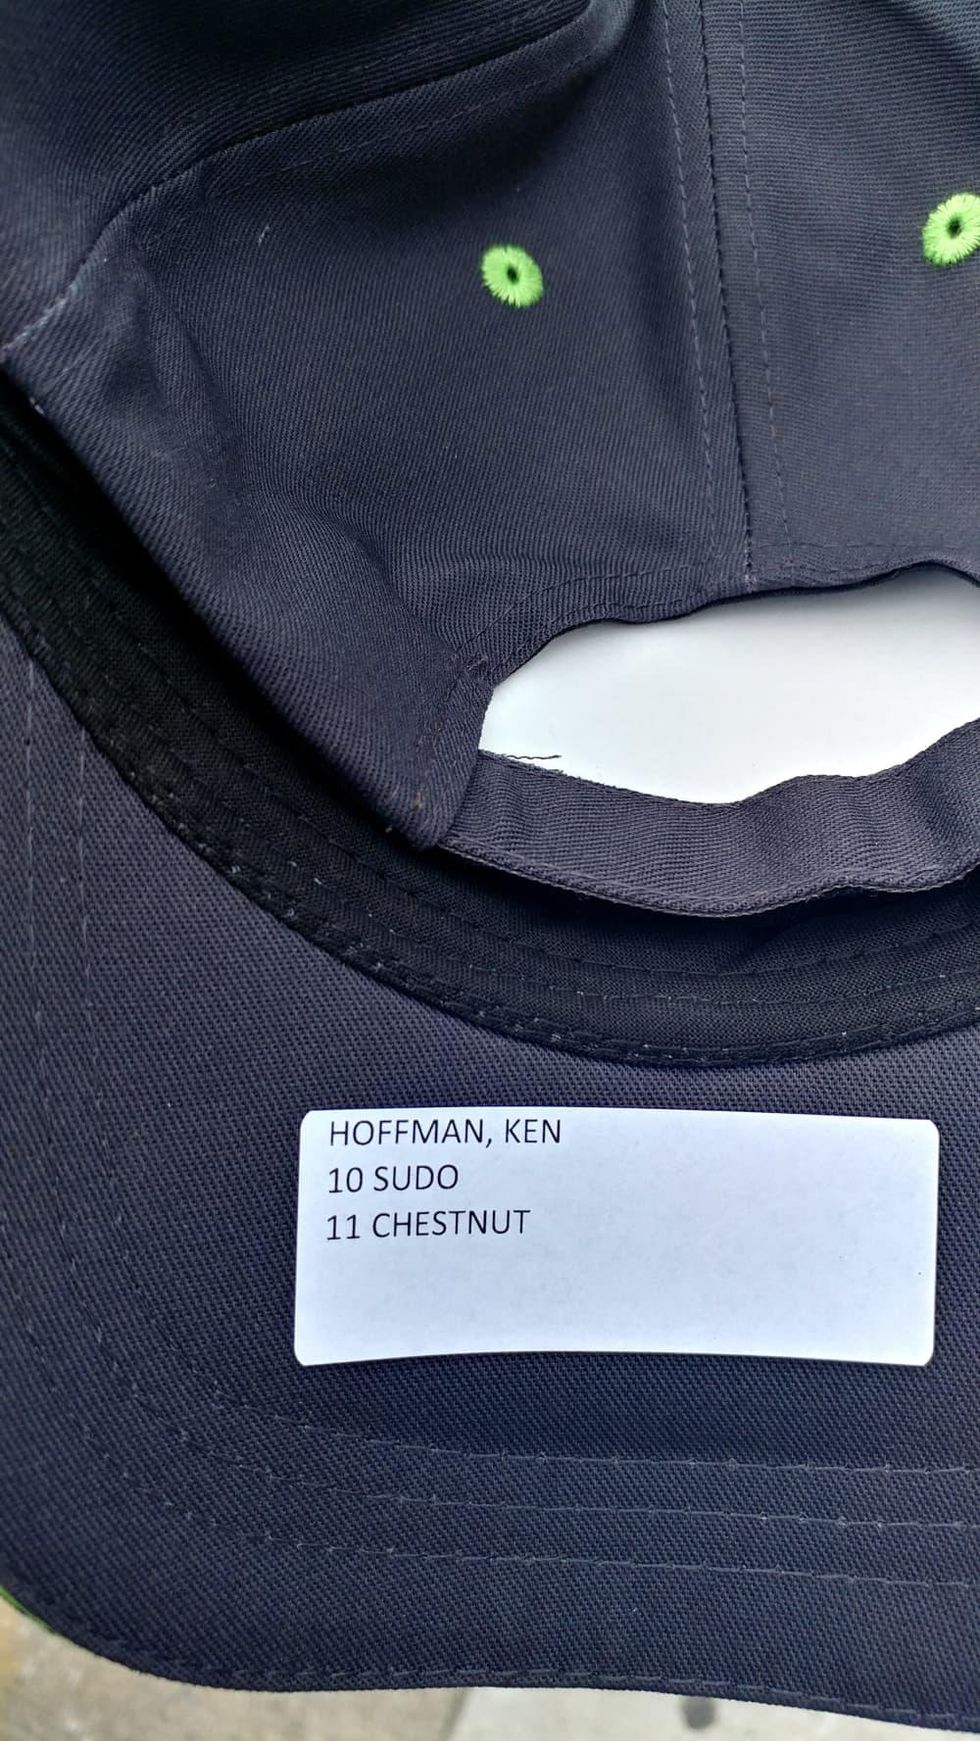 HOFFMAN, KEN
10 SUDO
11 CHESTNUT